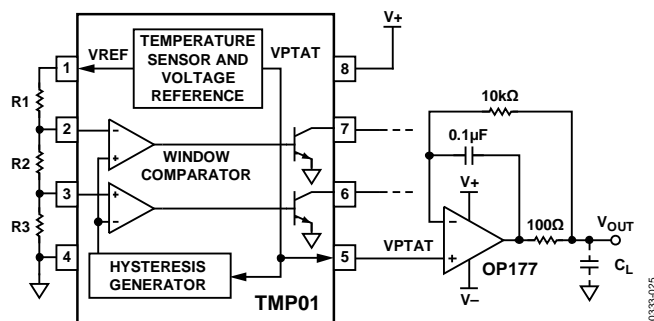 V+
TEMPERATURE
SENSOR AND
VOLTAGE
REFERENCE
VREF
VPTAT
1
8
R1
2
7
10kΩ
0.1µF
R2
WINDOW
COMPARATOR
3
6
V+
R3
100Ω
VOUT
4
HYSTERESIS
GENERATOR
5
VPTAT
OP177
CL
TMP01
V–
− +
+ −
− +
00333-025